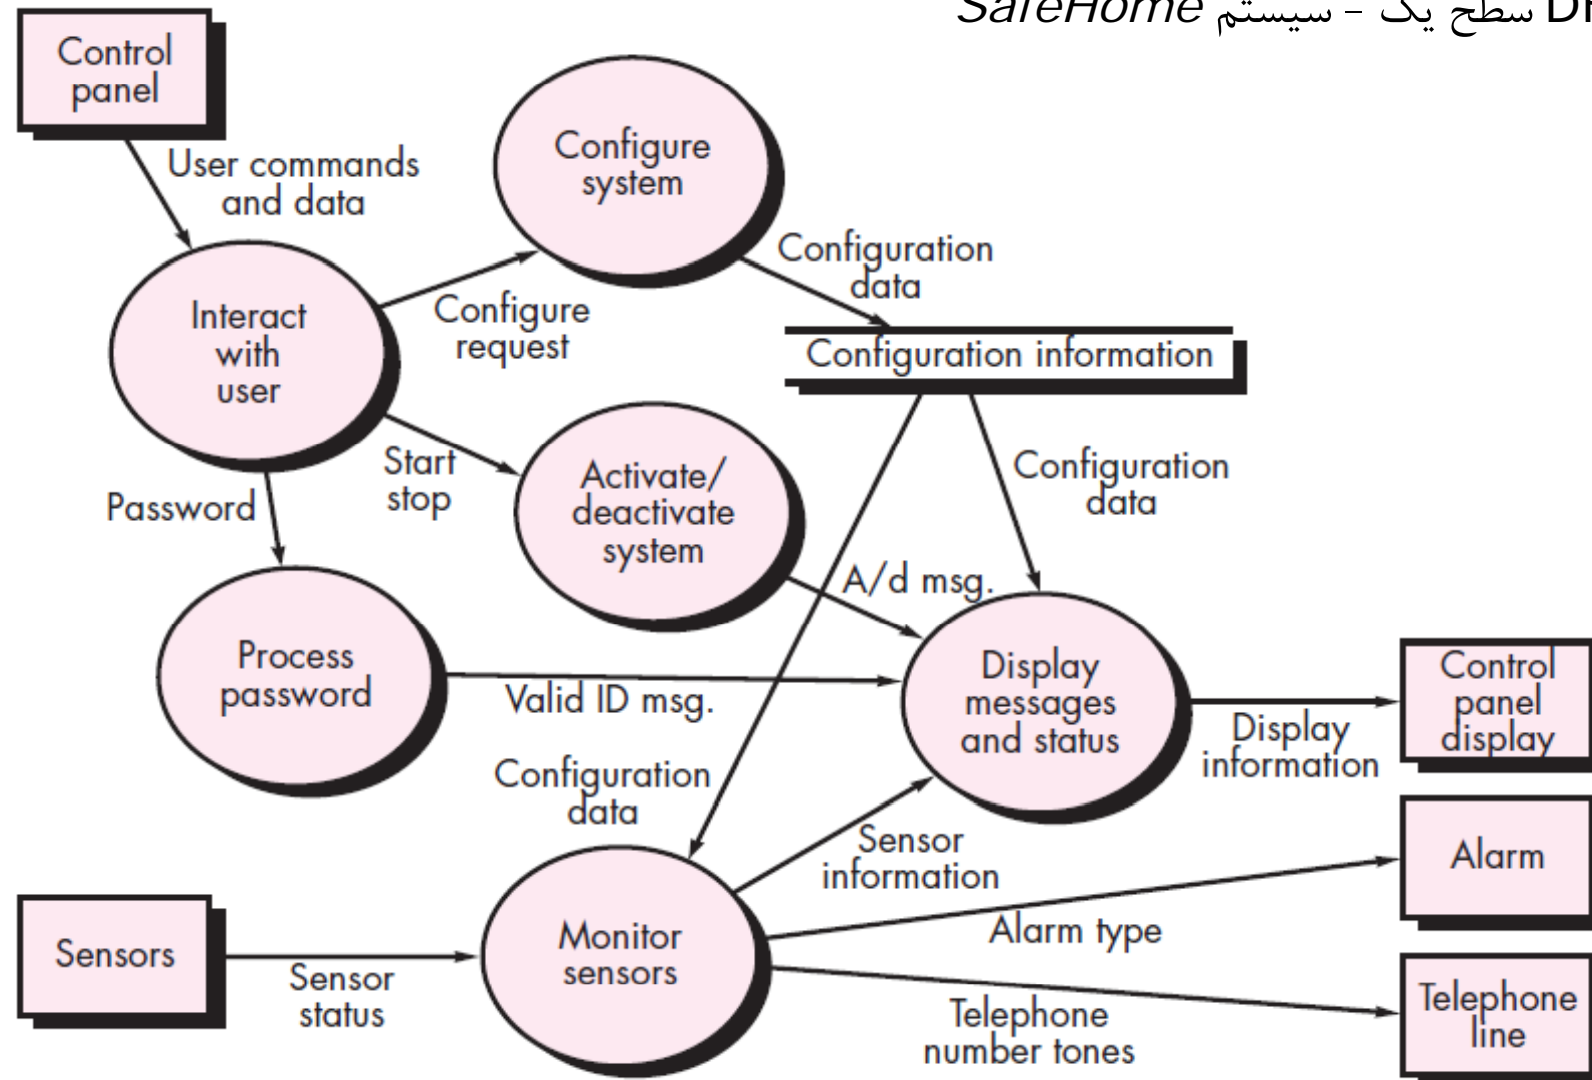 سطح یک - سیستم SafeHome
Control
panel
User commands
and data
Configure
system
Configuration
data
Interact
with
user
Configure
request
Configuration information
Start
stop
Activate/
deactivate
system
Configuration
data
Password
A/d msg.
Process
password
Valid ID msg.
Display
messages
and status
Control
panel
display
Display
information
Configuration
data
Sensor
information
Alarm
Alarm type
Sensors
Sensor
status
Monitor
sensors
Telephone
number tones
Telephone
line